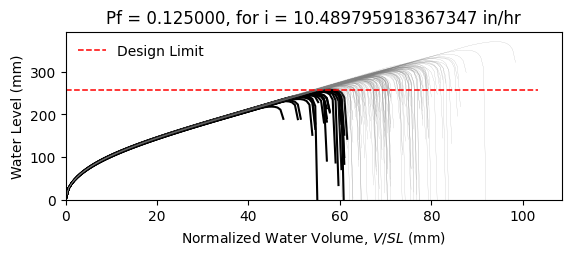 Pf = 0.125000, for i = 10.489795918367347 in/hr
Design Limit
Water Level (mm)
300
200
100
0
0 20 40 60 80 100
Normalized Water Volume, V/SL (mm)